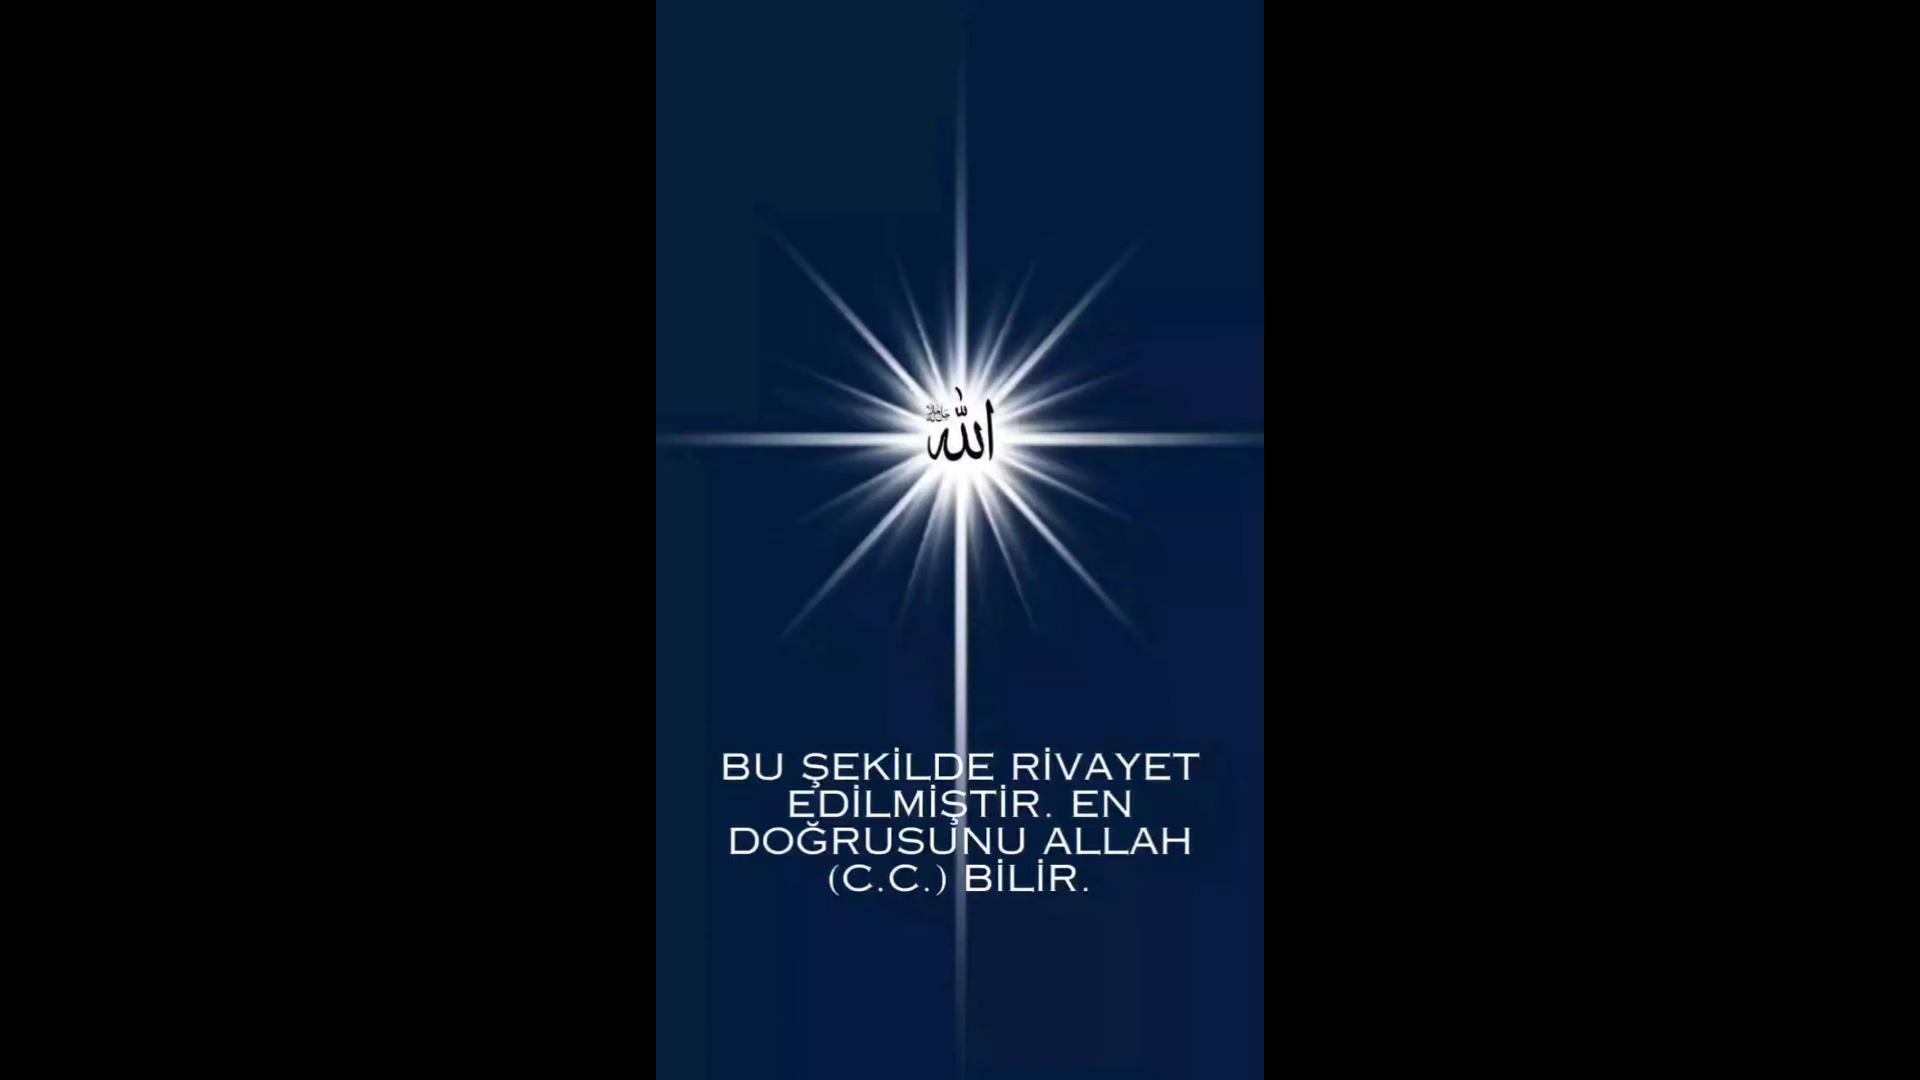 الله
BU ŞEKİLDE RİVAYET
EDİLMİŞTİR. EN
DOĞRUSUNU ALLAH
(C.C.) BİLİR.